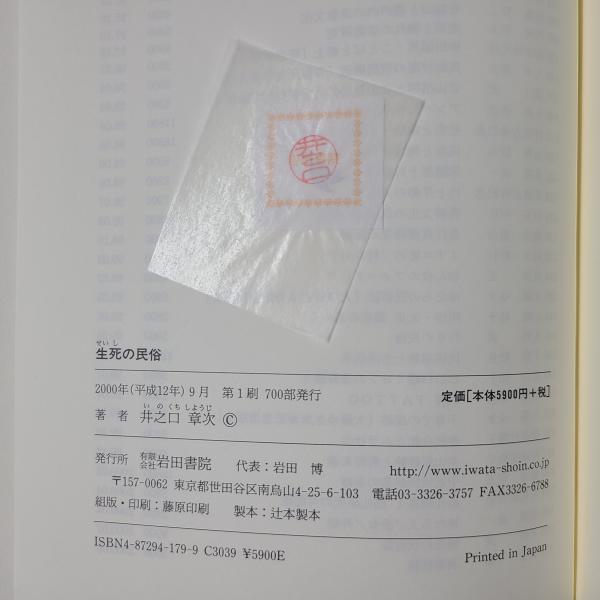 井之口
せいし
生死の民俗
2000年(平成12年)9月 第1刷 700部発行 定価[本体5900円+税]
いのくちしようじ
著者 井之口 章次 ©
発行所 有限会社岩田書院 代表:岩田 博 http://www.iwata-shoin.co.jp
〒157-0062 東京都世田谷区南烏山4-25-6-103 電話03-3326-3757 FAX3326-6788
組版・印刷:藤原印刷 製本:辻本製本
ISBN4-87294-179-9 C3039 ¥5900E
Printed in Japan